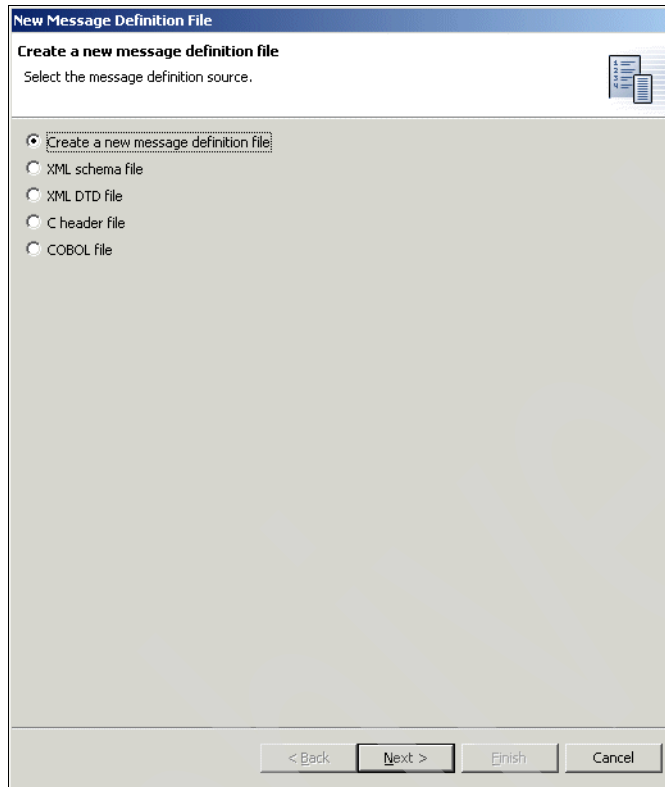 New Message Definition File
Create a new message definition file
Select the message definition source.
Create a new message definition file
XML schema file
XML DTD file
C header file
COBOL file
< Back Next > Finish Cancel